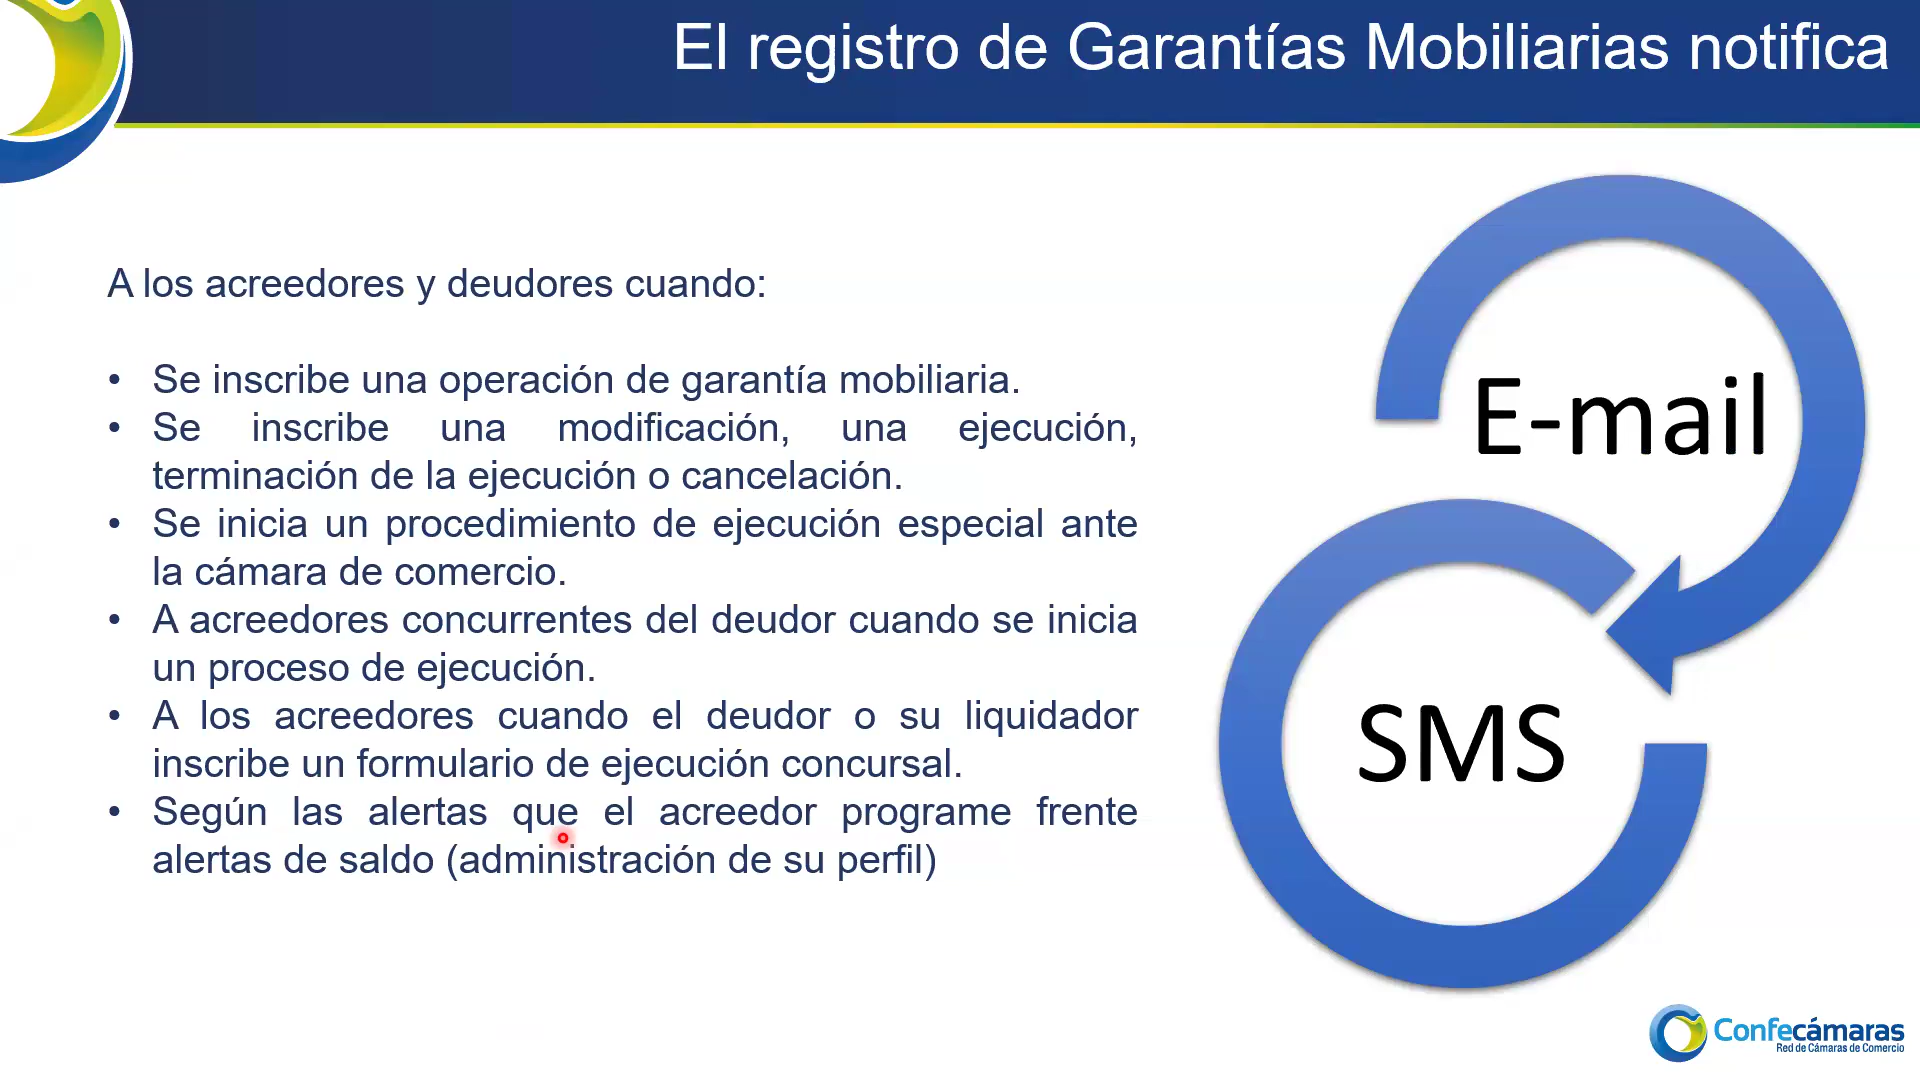 El registro de Garantías Mobiliarias notifica
A los acreedores y deudores cuando:
• Se inscribe una operación de garantía mobiliaria.
• Se inscribe una modificación, una ejecución,
terminación de la ejecución o cancelación.
• Se inicia un procedimiento de ejecución especial ante
la cámara de comercio.
• A acreedores concurrentes del deudor cuando se inicia
un proceso de ejecución.
• A los acreedores cuando el deudor o su liquidador
inscribe un formulario de ejecución concursal.
• Según las alertas que el acreedor programe frente
alertas de saldo (administración de su perfil)
E-mail
SMS
Confecámaras
Red de Cámaras de Comercio